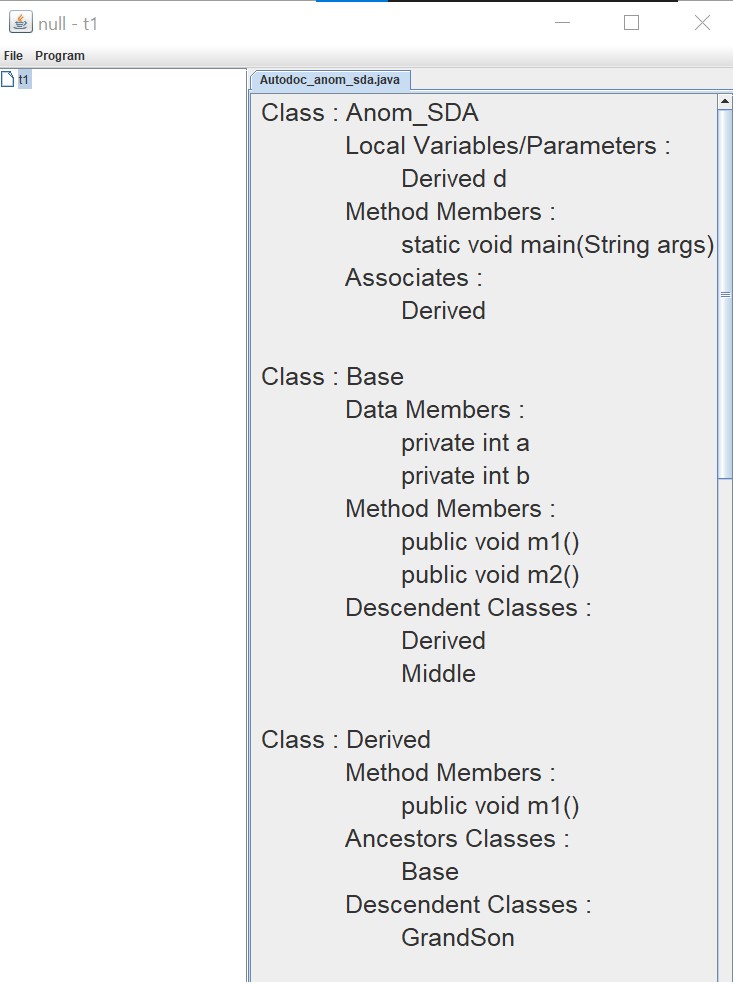 null - t1
File Program
t1
Autodoc_anom_sda.java
Class : Anom_SDA
Local Variables/Parameters :
Derived d
Method Members :
static void main(String args)
Associates :
Derived
Class : Base
Data Members :
private int a
private int b
Method Members :
public void m1()
public void m2()
Descendent Classes :
Derived
Middle
Class : Derived
Method Members :
public void m1()
Ancestors Classes :
Base
Descendent Classes :
GrandSon